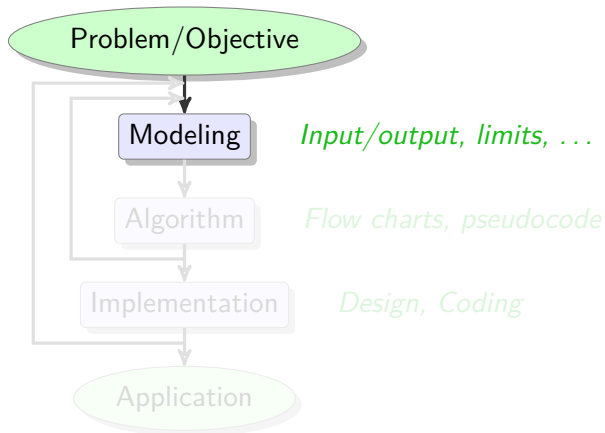 Problem/Objective
Modeling
Input/output, limits, . . .
Algorithm
Flow charts, pseudocode
Implementation
Design, Coding
Application